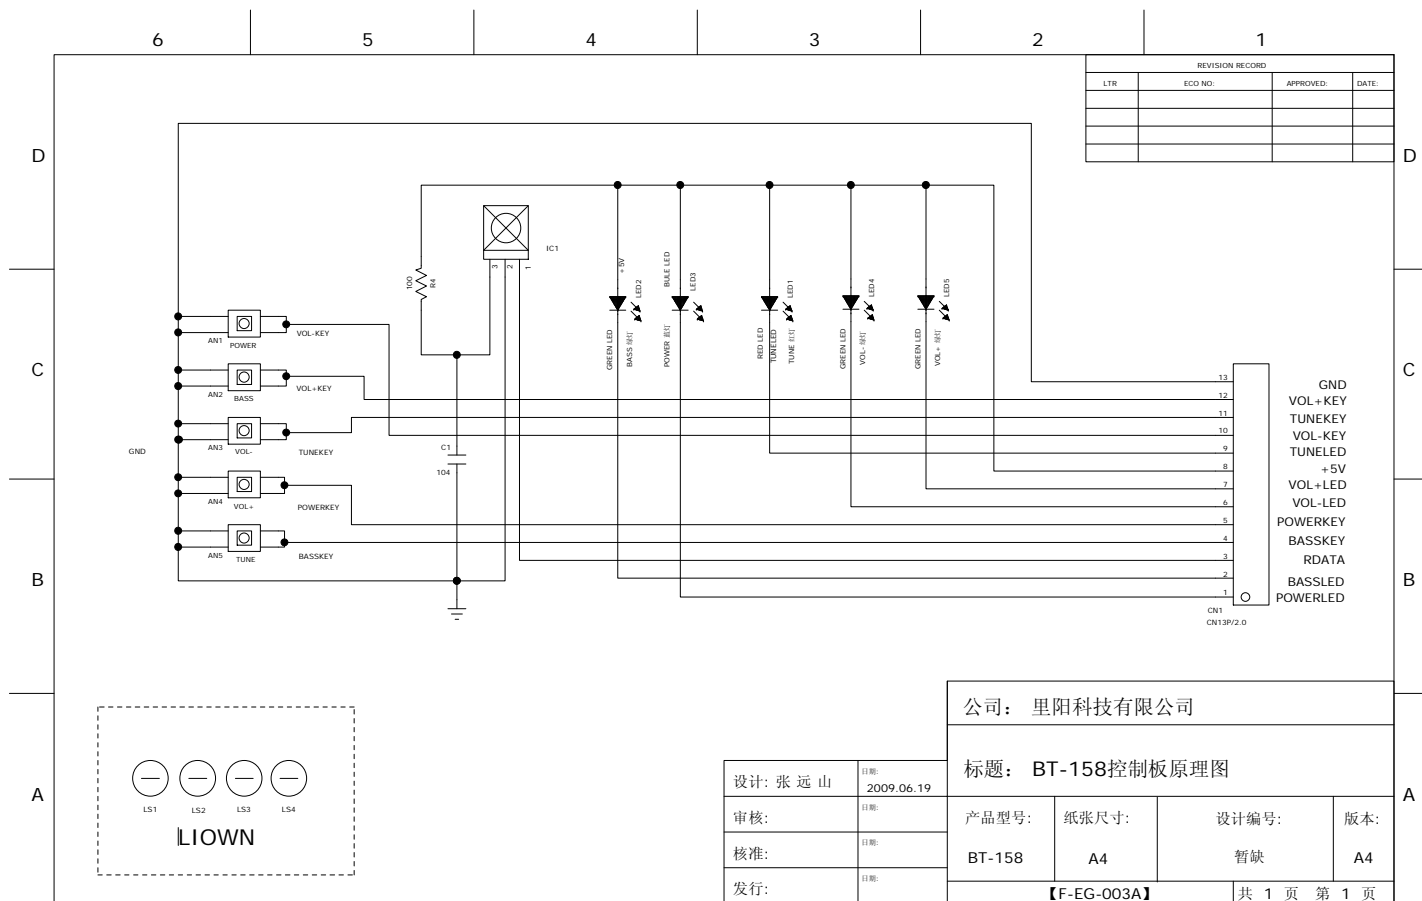 6 5 4 3 2 1
REVISION RECORD
LTR ECO NO: APPROVED: DATE:
D D
IC1
3 2 1
100
R4
+5V
LED2
GREEN LED
BASS 绿灯
BULE LED
LED3
POWER 蓝灯
LED1
RED LED
TUNELED
TUNE 红灯
LED4
GREEN LED
VOL- 绿灯
LED5
GREEN LED
VOL+ 绿灯
C C
AN1 POWER VOL-KEY
AN2 BASS VOL+KEY
AN3 VOL- TUNEKEY
GND
AN4 VOL+ POWERKEY
AN5 TUNE BASSKEY
C1
104
13 GND
12 VOL+KEY
11 TUNEKEY
10 VOL-KEY
9 TUNELED
8 +5V
7 VOL+LED
6 VOL-LED
5 POWERKEY
4 BASSKEY
3 RDATA
2 BASSLED
1 POWERLED
CN1
CN13P/2.0
B B
LS1 LS2 LS3 LS4
LIOWN
A A
公司: 里阳科技有限公司
标题: BT-158控制板原理图
设计: 张 远 山 日期: 2009.06.19
审核: 日期:
核准: 日期:
发行: 日期:
产品型号: 纸张尺寸: 设计编号: 版本:
BT-158 A4 暂缺 A4
【F-EG-003A】 共 1 页 第 1 页